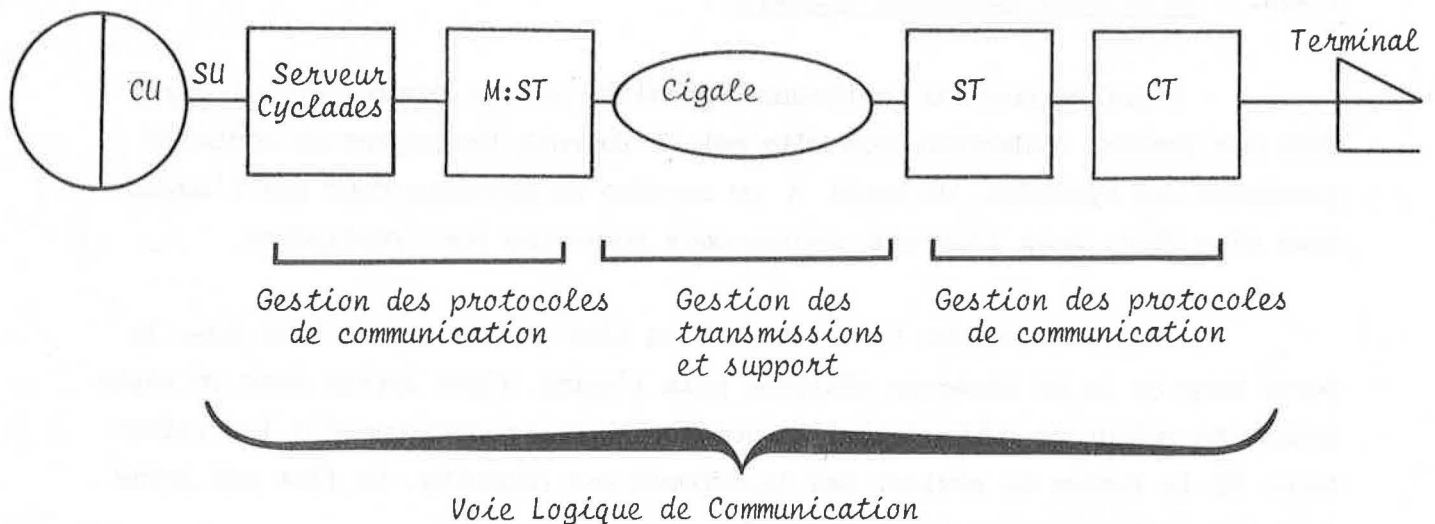 Terminal
CU
SU
Serveur
Cyclades
M:ST
Cigale
ST
CT
Gestion des protocoles
de communication
Gestion des
transmissions
et support
Gestion des protocoles
de communication
Voie Logique de Communication